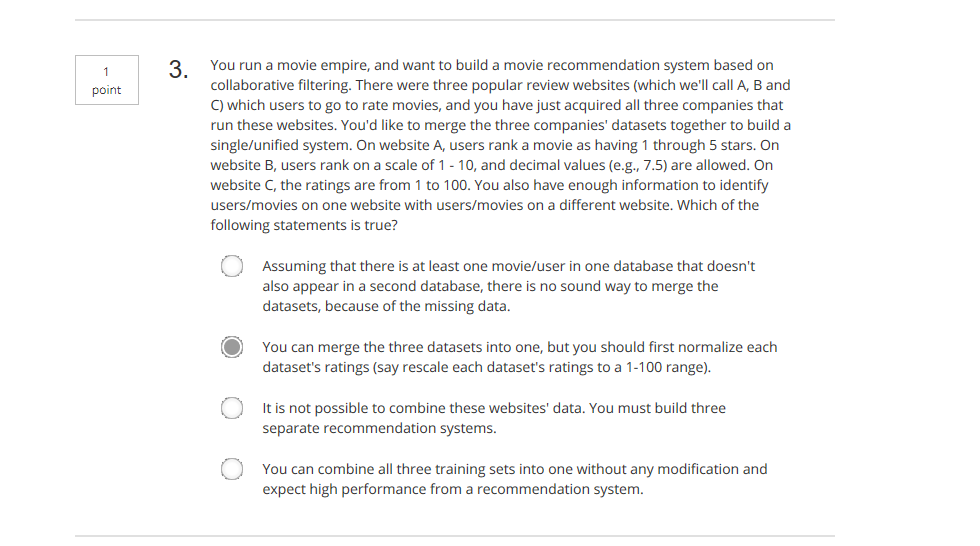 1
point
3.
You run a movie empire, and want to build a movie recommendation system based on
collaborative filtering. There were three popular review websites (which we'll call A, B and
C) which users to go to rate movies, and you have just acquired all three companies that
run these websites. You'd like to merge the three companies' datasets together to build a
single/unified system. On website A, users rank a movie as having 1 through 5 stars. On
website B, users rank on a scale of 1 - 10, and decimal values (e.g., 7.5) are allowed. On
website C, the ratings are from 1 to 100. You also have enough information to identify
users/movies on one website with users/movies on a different website. Which of the
following statements is true?
Assuming that there is at least one movie/user in one database that doesn't
also appear in a second database, there is no sound way to merge the
datasets, because of the missing data.
You can merge the three datasets into one, but you should first normalize each
dataset's ratings (say rescale each dataset's ratings to a 1-100 range).
It is not possible to combine these websites' data. You must build three
separate recommendation systems.
You can combine all three training sets into one without any modification and
expect high performance from a recommendation system.